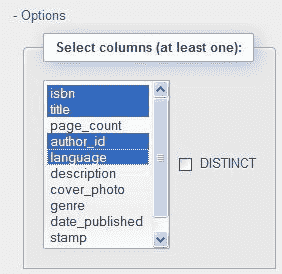 - Options
Select columns (at least one):
isbn
title
page_count
author_id
language
description
cover_photo
genre
date_published
stamp
DISTINCT